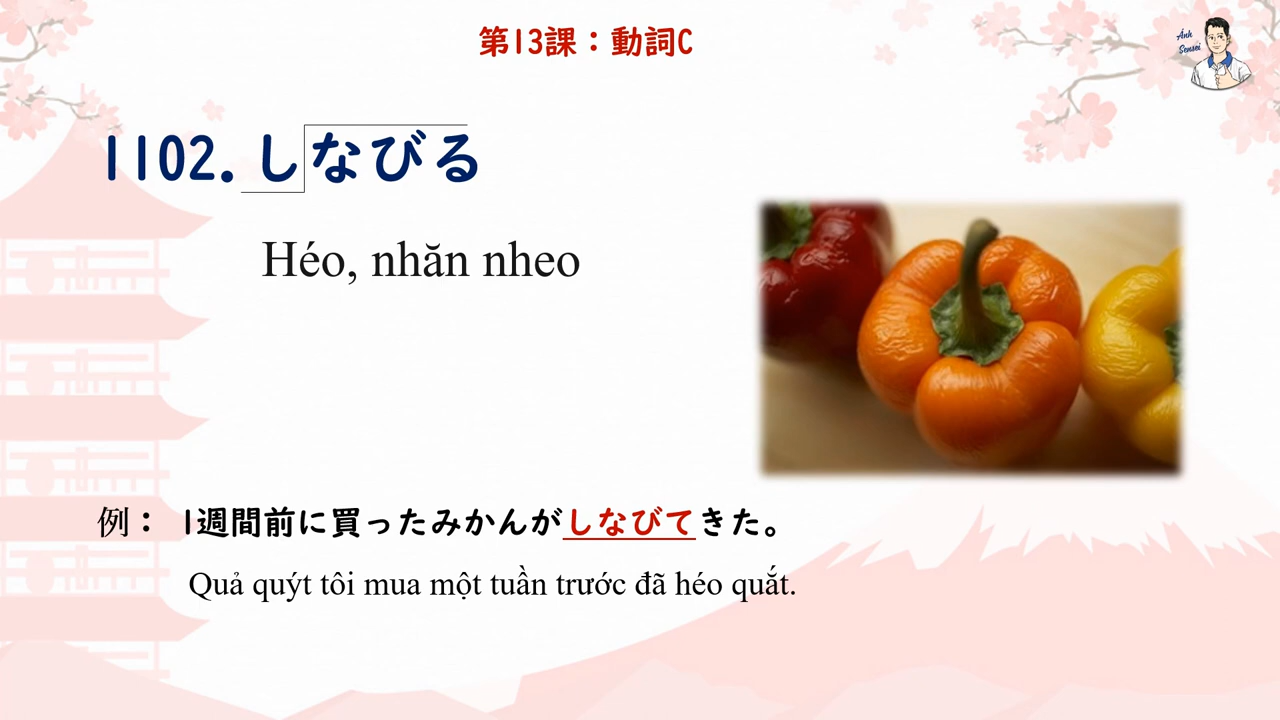 第13課：動詞C
Anh
Sensei
1102. しなびる
Héo, nhăn nheo
例： 1週間前に買ったみかんがしなびてきた。
Quả quýt tôi mua một tuần trước đã héo quắt.